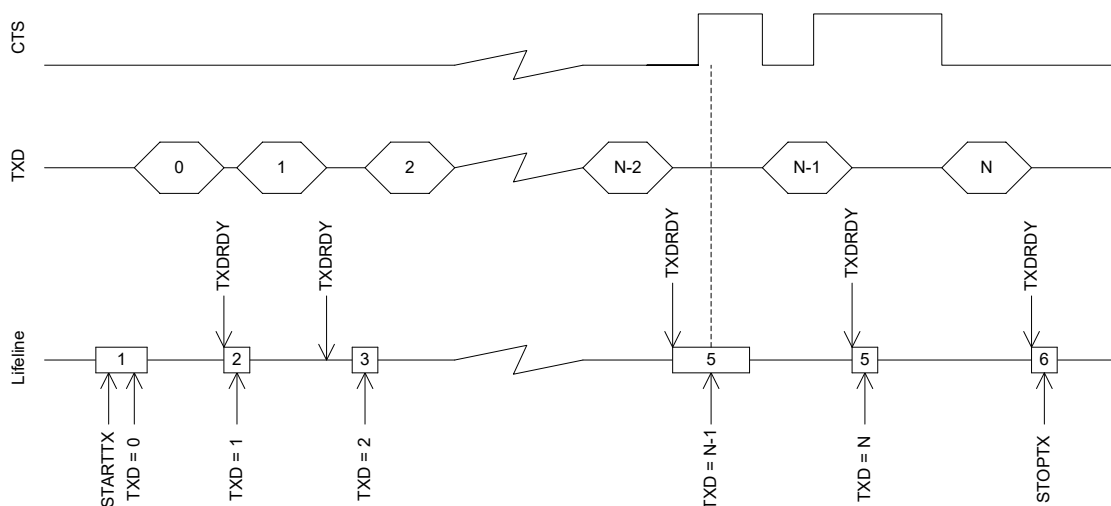 CTS
TXD
0
1
2
N-2
N-1
N
TXDRDY
TXDRDY
TXDRDY
TXDRDY
TXDRDY
Lifeline
1
2
3
5
5
6
STARTTX
TXD = 0
TXD = 1
TXD = 2
TXD = N-1
TXD = N
STOPTX